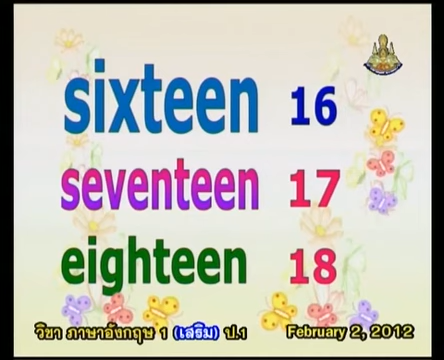 sixteen 16
seventeen 17
eighteen 18
วิชา ภาษาอังกฤษ 1 (เสริม) ป.1 February 2, 2012